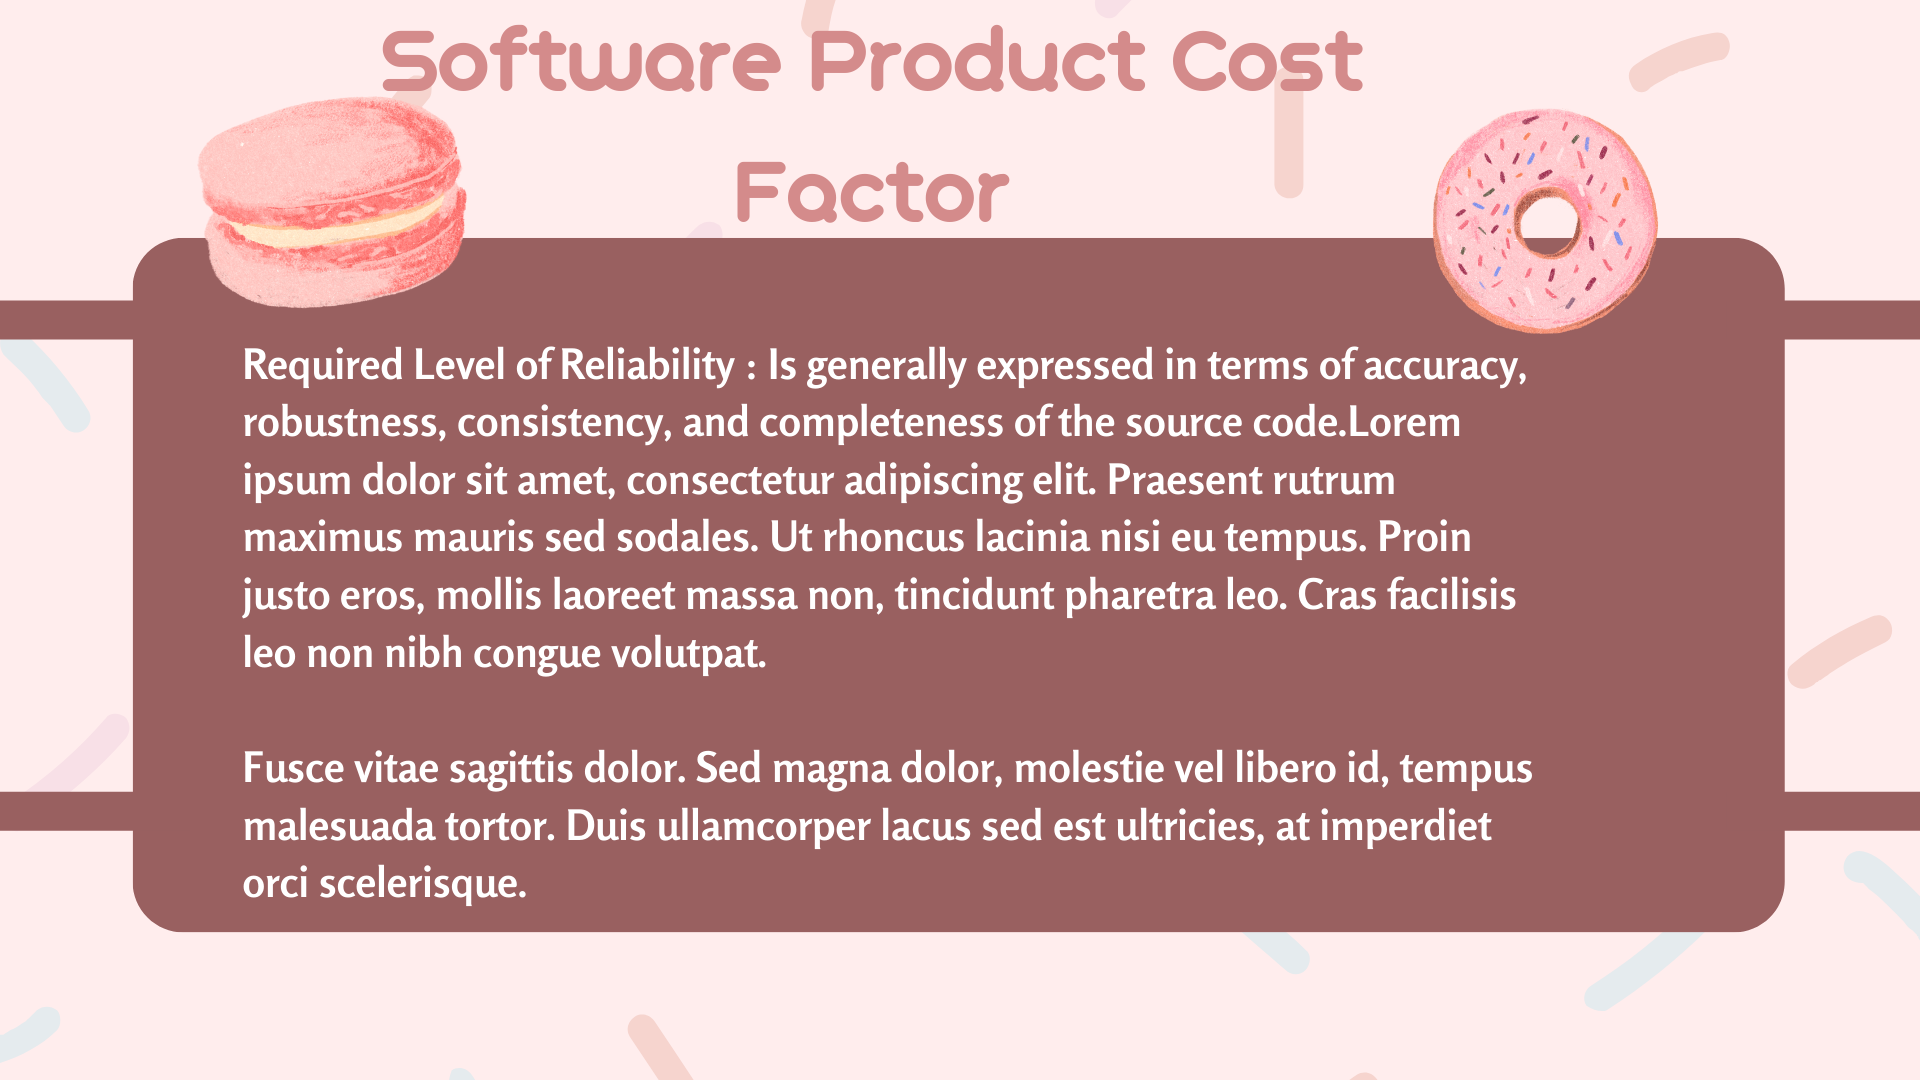 Software Product Cost
Factor
Required Level of Reliability : Is generally expressed in terms of accuracy,
robustness, consistency, and completeness of the source code.Lorem
ipsum dolor sit amet, consectetur adipiscing elit. Praesent rutrum
maximus mauris sed sodales. Ut rhoncus lacinia nisi eu tempus. Proin
justo eros, mollis laoreet massa non, tincidunt pharetra leo. Cras facilisis
leo non nibh congue volutpat.
Fusce vitae sagittis dolor. Sed magna dolor, molestie vel libero id, tempus
malesuada tortor. Duis ullamcorper lacus sed est ultricies, at imperdiet
orci scelerisque.